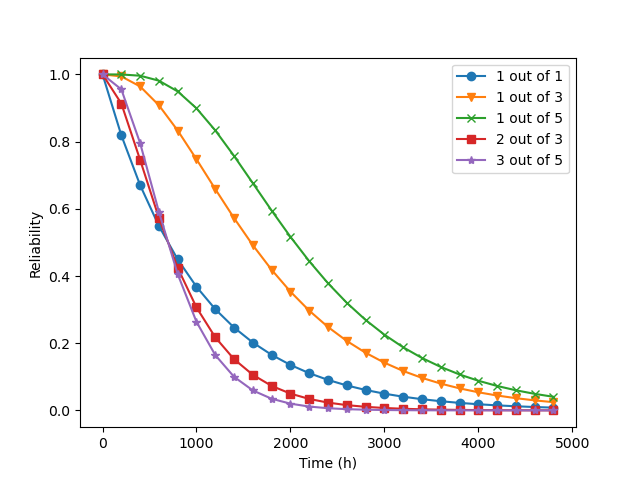 1.0
0.8
0.6
0.4
0.2
0.0
Reliability
0
1000
2000
3000
4000
5000
Time (h)
1 out of 1
1 out of 3
1 out of 5
2 out of 3
3 out of 5